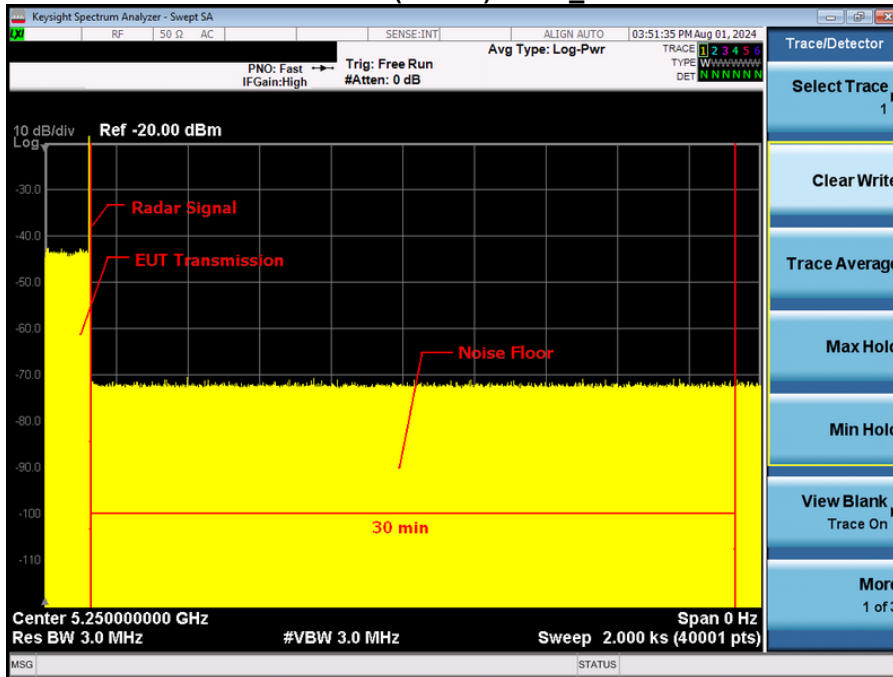 Keysight Spectrum Analyzer - Swept SA
LXI RF 50 Ω AC SENSE:INT ALIGN AUTO 03:51:35 PM Aug 01, 2024
Avg Type: Log-Pwr
TRACE 1 2 3 4 5 6
TYPE WWWWWW
DET N N N N N N
PNO: Fast
IFGain:High
Trig: Free Run
#Atten: 0 dB
10 dB/div Ref -20.00 dBm
Log
-30.0
-40.0
-50.0
-60.0
-70.0
-80.0
-90.0
-100
-110
Radar Signal
EUT Transmission
Noise Floor
30 min
Center 5.250000000 GHz Span 0 Hz
Res BW 3.0 MHz #VBW 3.0 MHz Sweep 2.000 ks (40001 pts)
MSG STATUS
Trace/Detector
Select Trace
1
Clear Write
Trace Average
Max Hold
Min Hold
View Blank
Trace On
More
1 of 3